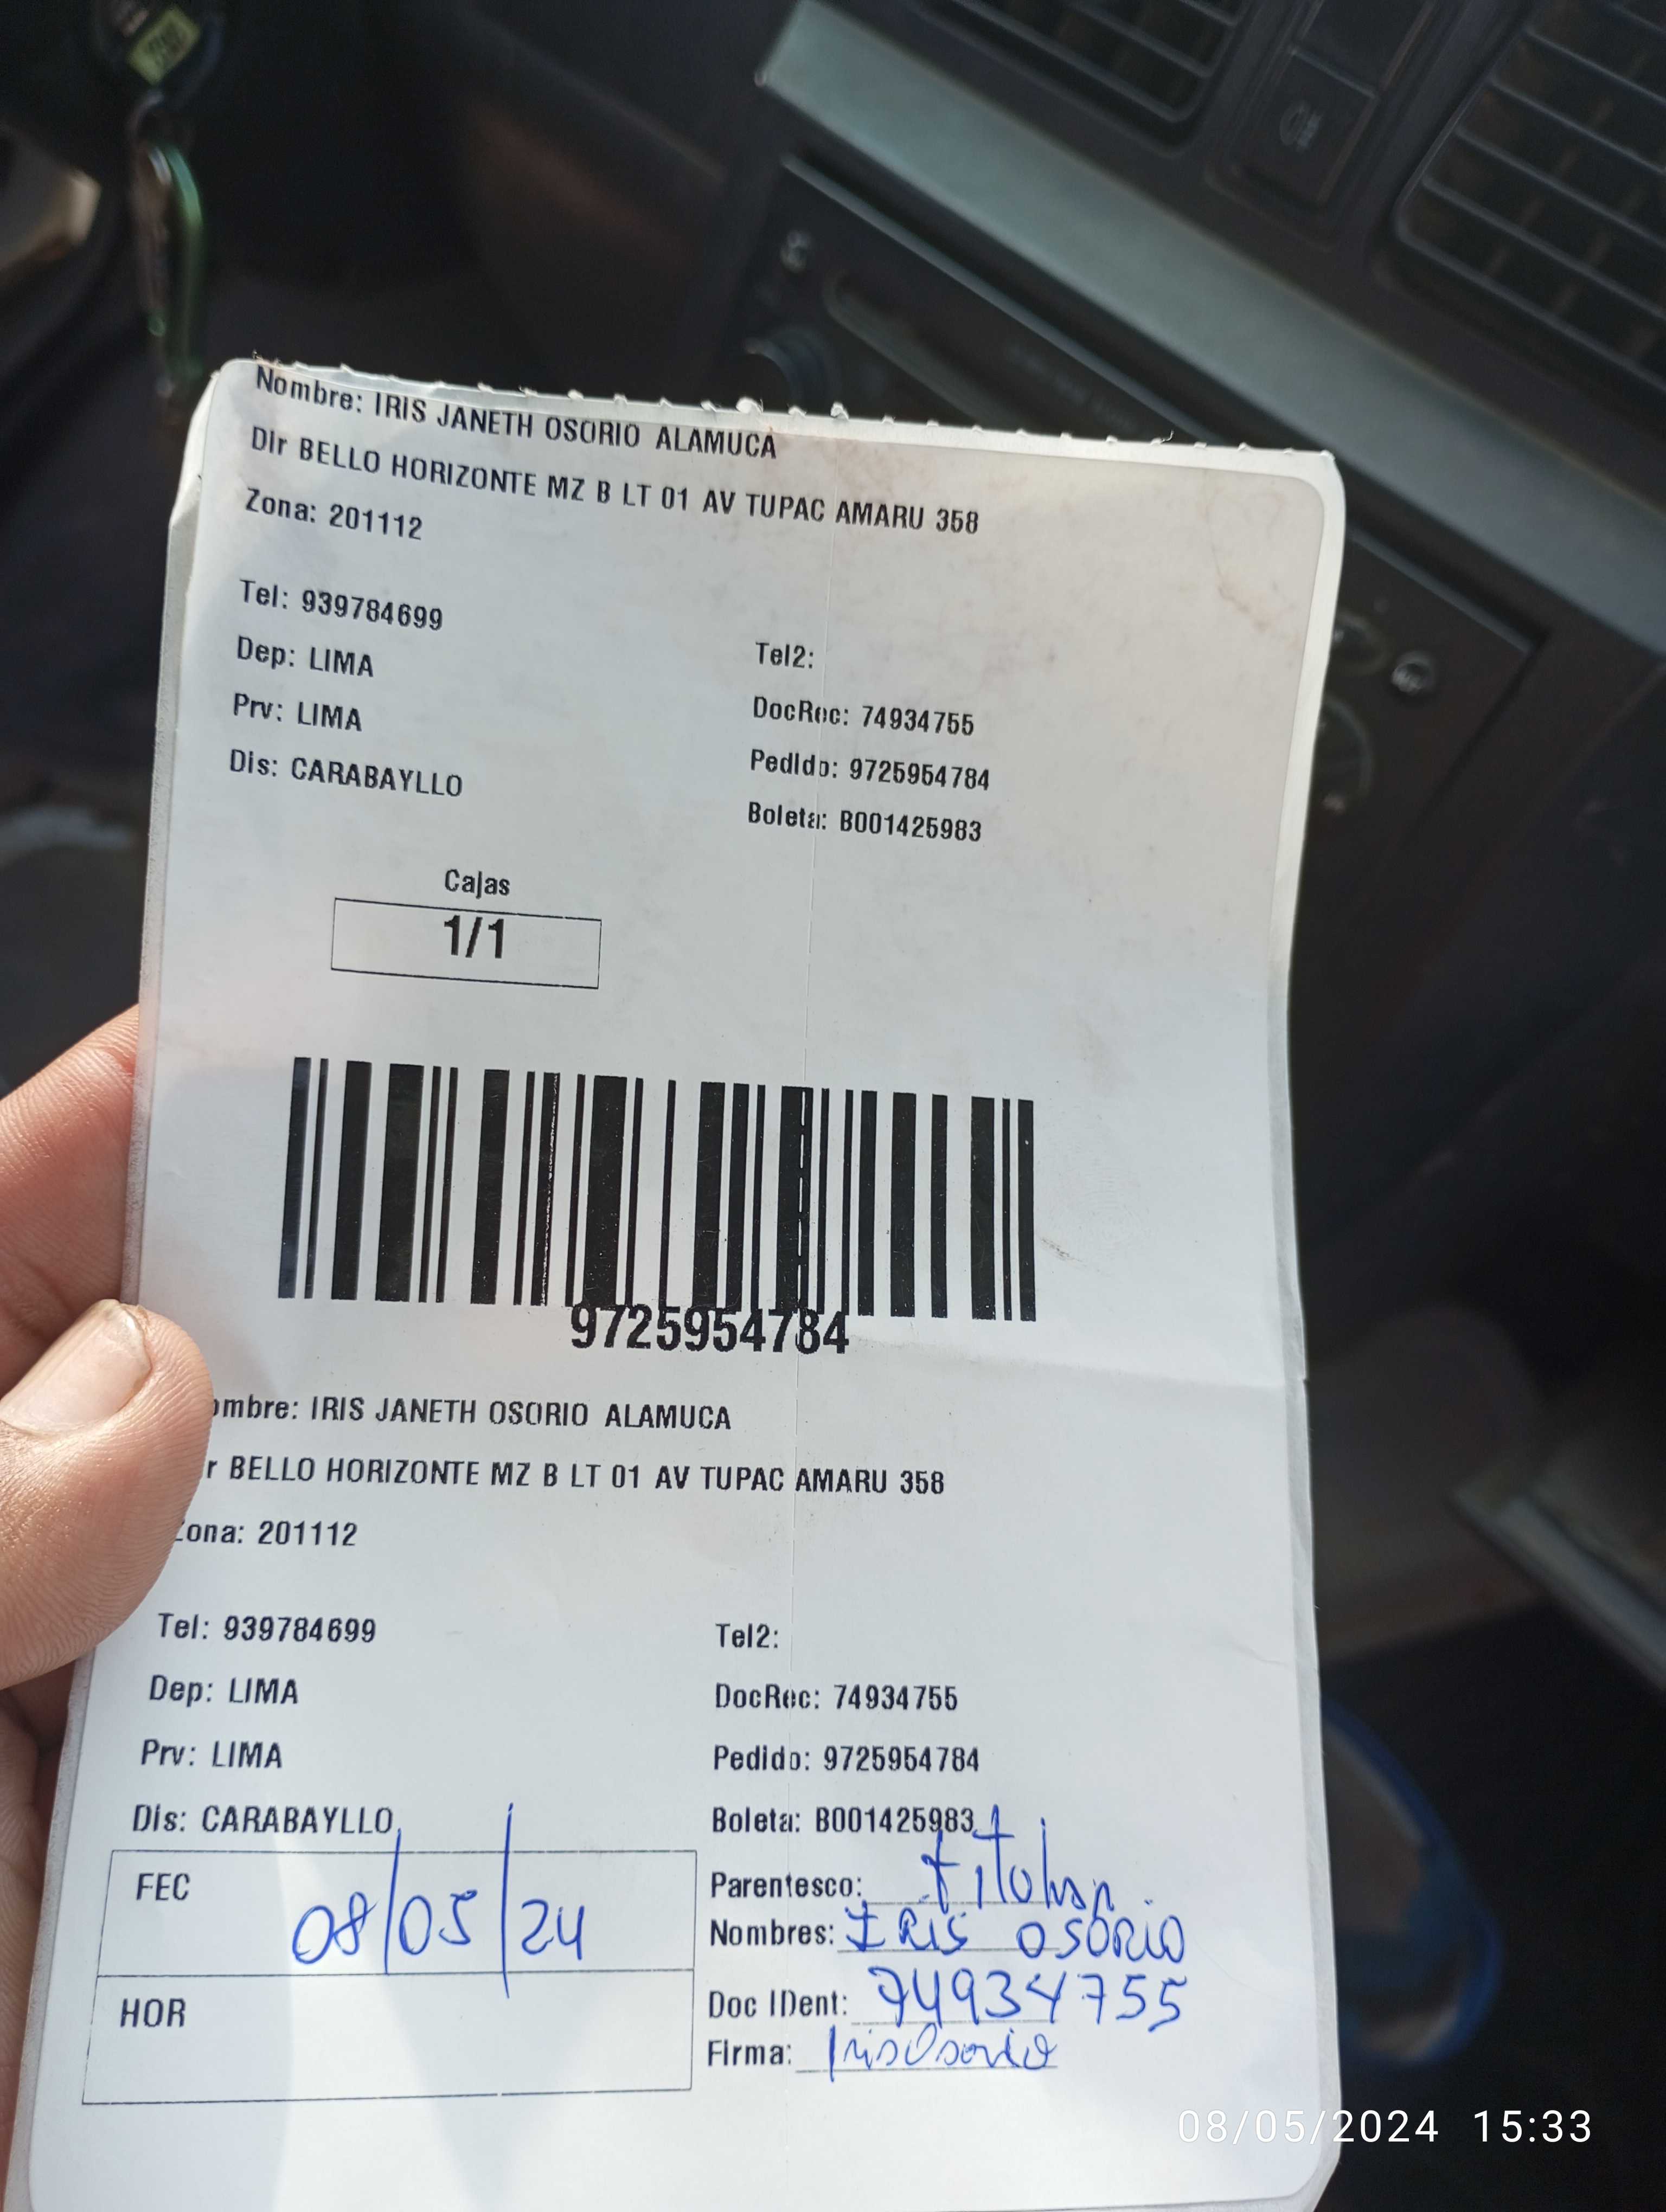 Nombre: IRIS JANETH OSORIO ALAMUCA
Dir BELLO HORIZONTE MZ B LT 01 AV TUPAC AMARU 358
Zona: 201112
Tel: 939784699
Tel2:
Dep: LIMA
DocRec: 74934755
Prv: LIMA
Pedido: 9725954784
Dis: CARABAYLLO
Boleta: B001425983
Cajas
1/1
9725954784
ombre: IRIS JANETH OSORIO ALAMUCA
r BELLO HORIZONTE MZ B LT 01 AV TUPAC AMARU 358
Zona: 201112
Tel: 939784699
Tel2:
Dep: LIMA
DocRec: 74934755
Prv: LIMA
Pedido: 9725954784
Dis: CARABAYLLO
Boleta: B001425983
FEC 08/05/24
Parentesco: titular
Nombres: IRIS OSORIO
HOR
Doc IDent: 74934755
Firma: Iris Osorio
08/05/2024 15:33